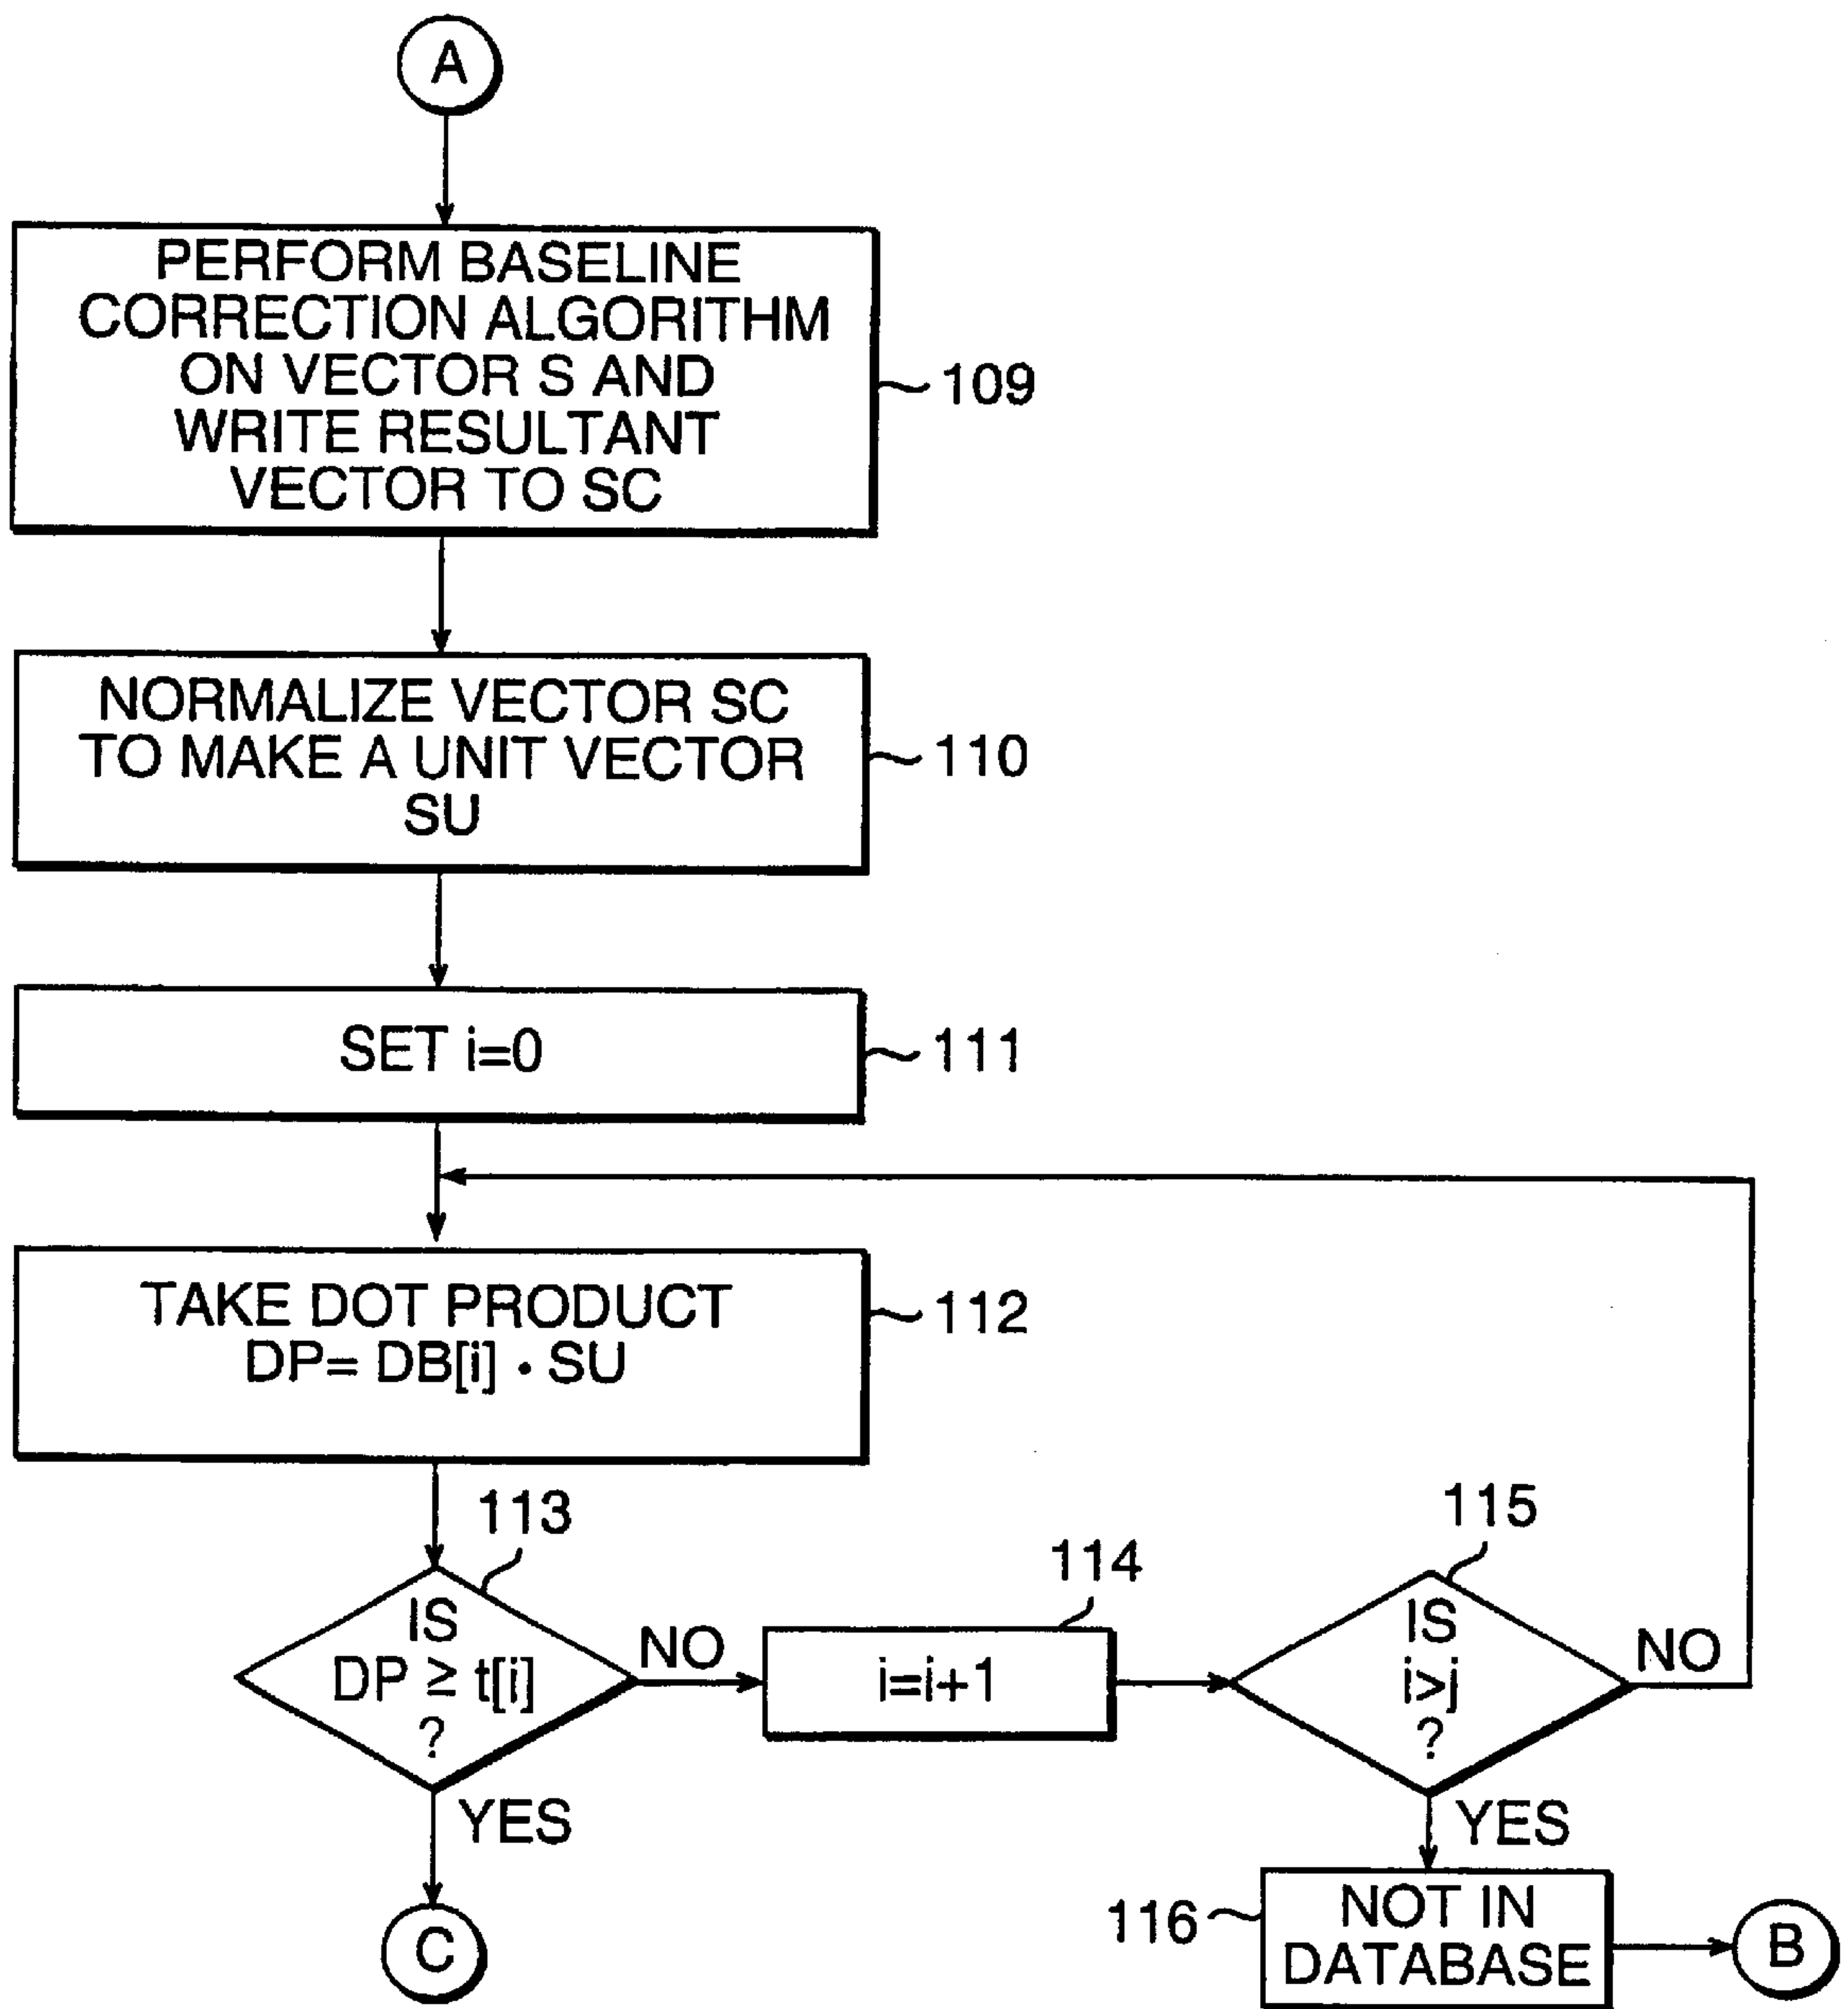 A
PERFORM BASELINE
CORRECTION ALGORITHM
ON VECTOR S AND
WRITE RESULTANT
VECTOR TO SC
109
NORMALIZE VECTOR SC
TO MAKE A UNIT VECTOR
SU
110
SET i=0
111
TAKE DOT PRODUCT
DP= DB[i] • SU
112
113
IS
DP ≥ t[i]
?
NO
YES
C
114
i=i+1
115
IS
i>j
?
NO
YES
116
NOT IN
DATABASE
B